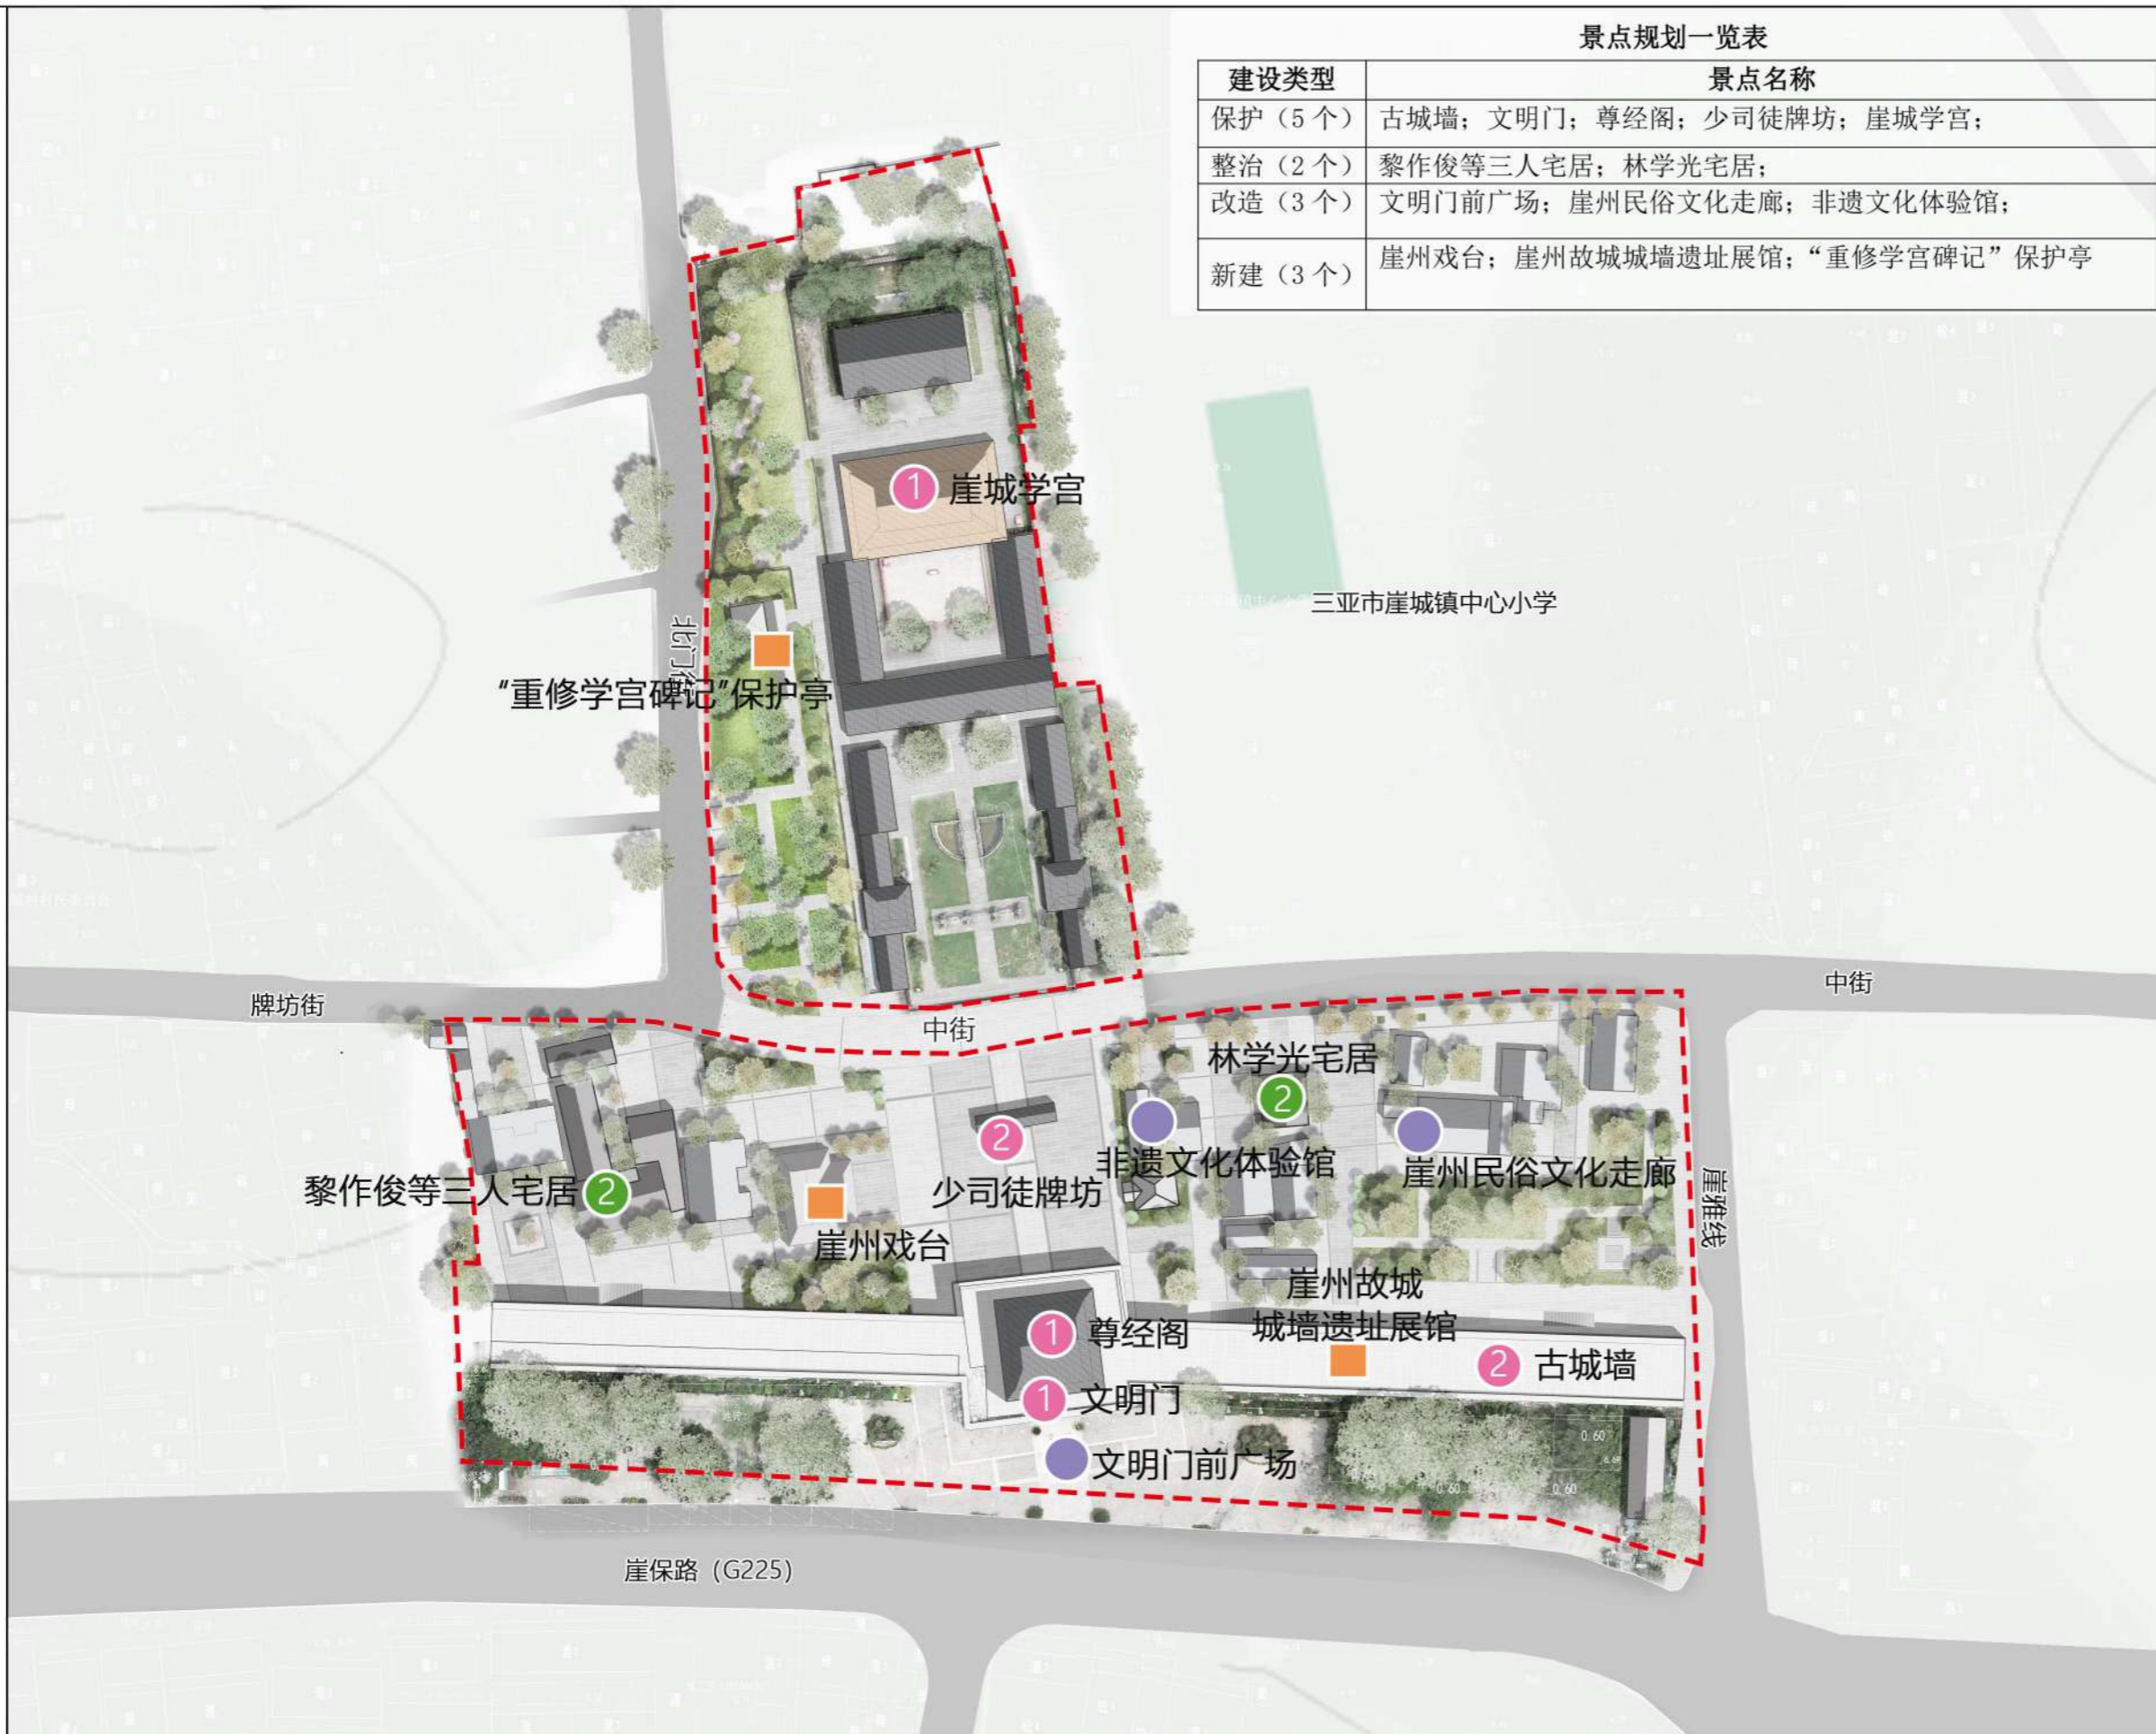 景点规划一览表
建设类型 景点名称
保护（5 个） 古城墙；文明门；尊经阁；少司徒牌坊；崖城学宫；
整治（2 个） 黎作俊等三人宅居；林学光宅居；
改造（3 个） 文明门前广场；崖州民俗文化走廊；非遗文化体验馆；
新建（3 个） 崖州戏台；崖州故城城墙遗址展馆；“重修学宫碑记”保护亭
1 崖城学宫
三亚市崖城镇中心小学
北门街
“重修学宫碑记”保护亭
牌坊街
中街
中街
林学光宅居
2
2
非遗文化体验馆
崖州民俗文化走廊
黎作俊等三人宅居 2
少司徒牌坊
崖雅线
崖州戏台
崖州故城
城墙遗址展馆
1 尊经阁
2 古城墙
1 文明门
文明门前广场
0.60
0.60
0.60
崖保路 (G225)